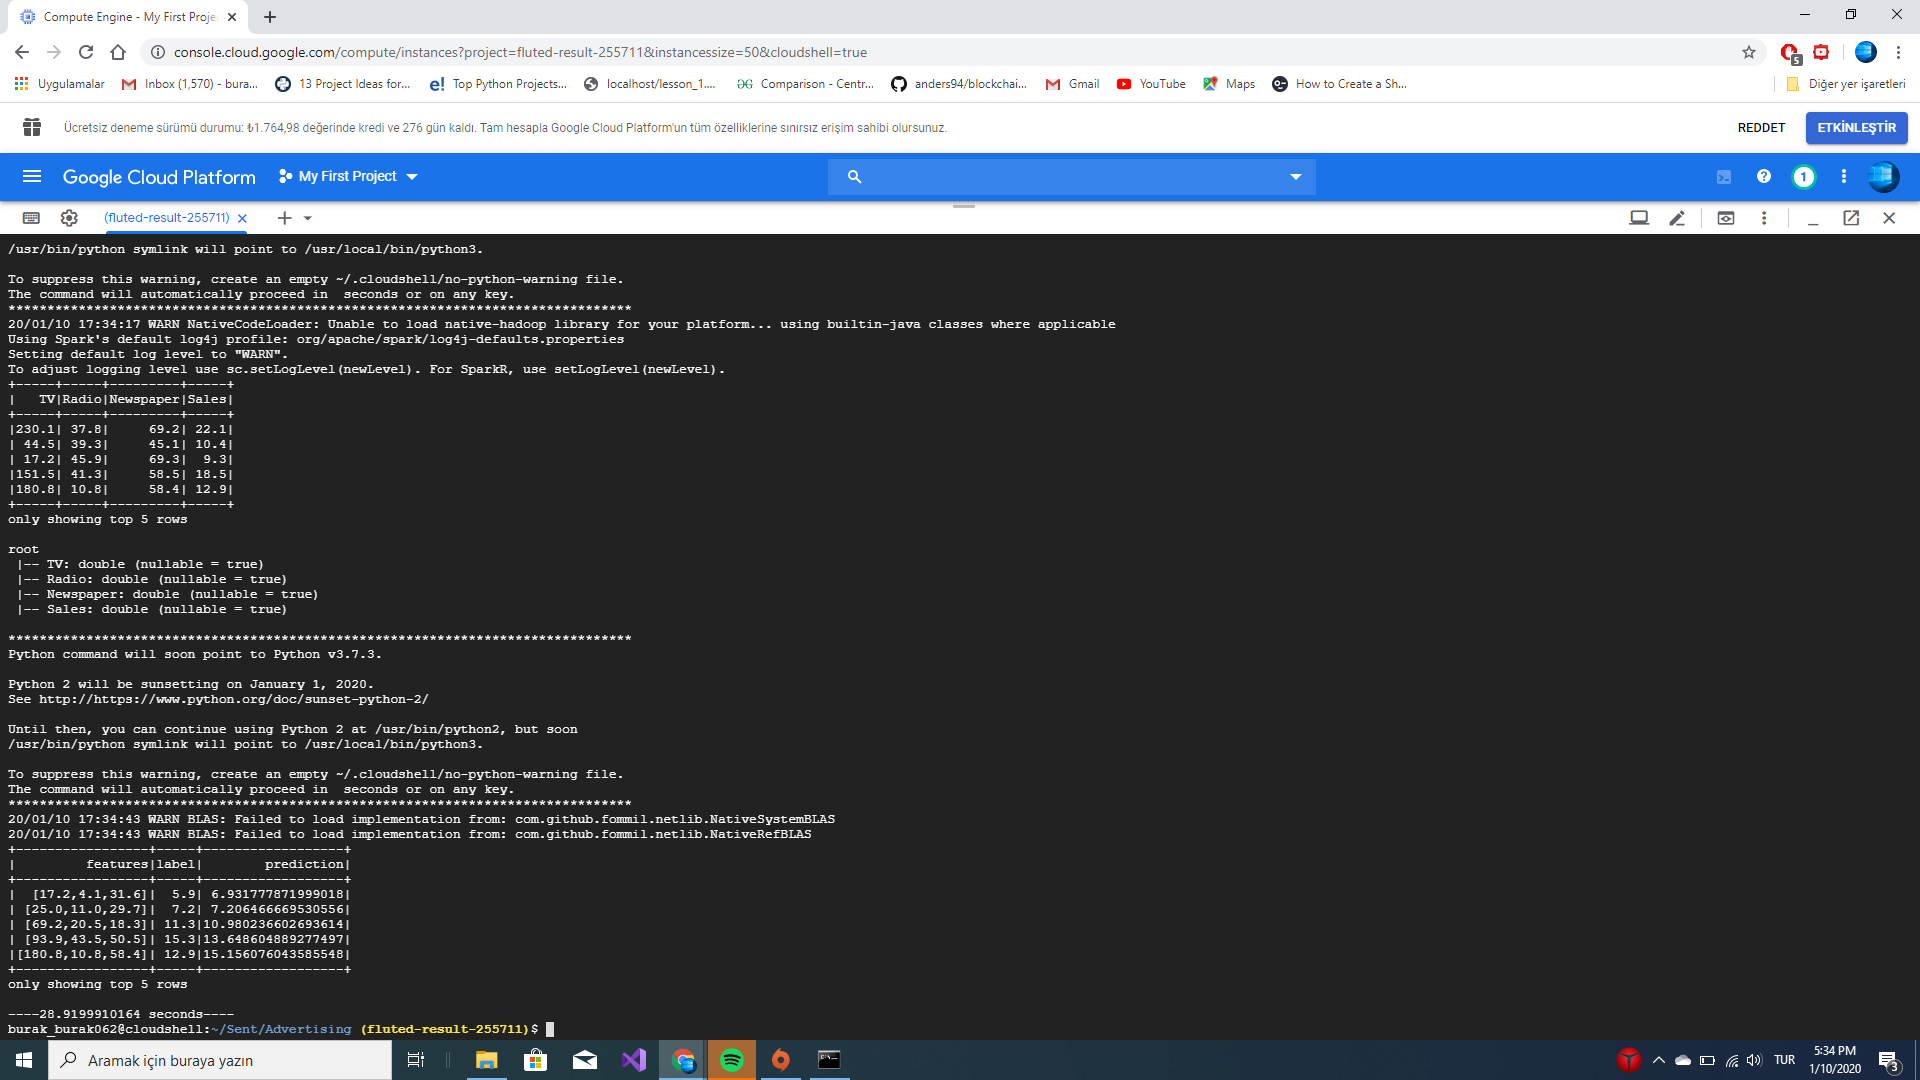 Compute Engine - My First Proje
console.cloud.google.com/compute/instances?project=fluted-result-255711&instancessize=50&cloudshell=true
5
Uygulamalar
Inbox (1,570) - bura...
13 Project Ideas for...
Top Python Projects...
localhost/lesson_1....
Comparison - Centr...
anders94/blockchai...
Gmail
YouTube
Maps
How to Create a Sh...
Diğer yer işaretleri
Ücretsiz deneme sürümü durumu: ₺1.764,98 değerinde kredi ve 276 gün kaldı. Tam hesapla Google Cloud Platform'un tüm özelliklerine sınırsız erişim sahibi olursunuz.
REDDET
ETKİNLEŞTİR
Google Cloud Platform
My First Project
1
(fluted-result-255711)
/usr/bin/python symlink will point to /usr/local/bin/python3.
To suppress this warning, create an empty ~/.cloudshell/no-python-warning file.
The command will automatically proceed in  seconds or on any key.
********************************************************************************
20/01/10 17:34:17 WARN NativeCodeLoader: Unable to load native-hadoop library for your platform... using builtin-java classes where applicable
Using Spark's default log4j profile: org/apache/spark/log4j-defaults.properties
Setting default log level to "WARN".
To adjust logging level use sc.setLogLevel(newLevel). For SparkR, use setLogLevel(newLevel).
+-----+-----+---------+-----+
|   TV|Radio|Newspaper|Sales|
+-----+-----+---------+-----+
|230.1| 37.8|     69.2| 22.1|
| 44.5| 39.3|     45.1| 10.4|
| 17.2| 45.9|     69.3|  9.3|
|151.5| 41.3|     58.5| 18.5|
|180.8| 10.8|     58.4| 12.9|
+-----+-----+---------+-----+
only showing top 5 rows
root
 |-- TV: double (nullable = true)
 |-- Radio: double (nullable = true)
 |-- Newspaper: double (nullable = true)
 |-- Sales: double (nullable = true)
********************************************************************************
Python command will soon point to Python v3.7.3.
Python 2 will be sunsetting on January 1, 2020.
See http://https://www.python.org/doc/sunset-python-2/
Until then, you can continue using Python 2 at /usr/bin/python2, but soon
/usr/bin/python symlink will point to /usr/local/bin/python3.
To suppress this warning, create an empty ~/.cloudshell/no-python-warning file.
The command will automatically proceed in  seconds or on any key.
********************************************************************************
20/01/10 17:34:43 WARN BLAS: Failed to load implementation from: com.github.fommil.netlib.NativeSystemBLAS
20/01/10 17:34:43 WARN BLAS: Failed to load implementation from: com.github.fommil.netlib.NativeRefBLAS
+-----------------+-----+------------------+
|         features|label|        prediction|
+-----------------+-----+------------------+
|  [17.2,4.1,31.6]|  5.9| 6.931777871999018|
| [25.0,11.0,29.7]|  7.2| 7.206466669530556|
| [69.2,20.5,18.3]| 11.3|10.980236602693614|
| [93.9,43.5,50.5]| 15.3|13.648604889277497|
|[180.8,10.8,58.4]| 12.9|15.156076043585548|
+-----------------+-----+------------------+
only showing top 5 rows
----28.9199910164 seconds----
burak_burak062@cloudshell:~/Sent/Advertising (fluted-result-255711)$
Aramak için buraya yazın
TUR
5:34 PM
1/10/2020
3